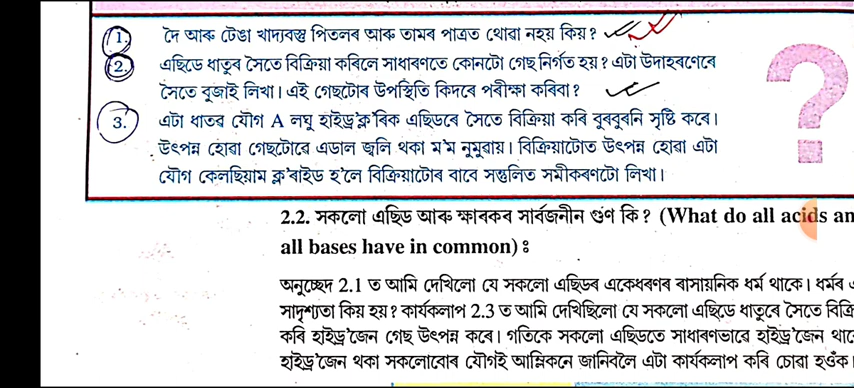 1. দৈ আৰু টেঙা খাদ্যবস্তু পিতলৰ আৰু তামৰ পাত্ৰত থোৱা নহয় কিয়?
2. এছিডে ধাতুৰ সৈতে বিক্ৰিয়া কৰিলে সাধাৰণতে কোনটো গেছ নিৰ্গত হয়? এটা উদাহৰণেৰে
সৈতে বুজাই লিখা। এই গেছটোৰ উপস্থিতি কিদৰে পৰীক্ষা কৰিবা?
3. এটা ধাতব যৌগ A লঘু হাইড্ৰ'ক্ল'ৰিক এছিডৰে সৈতে বিক্ৰিয়া কৰি বুৰবুৰনি সৃষ্টি কৰে।
উৎপন্ন হোৱা গেছটোৱে এডাল জ্বলি থকা ম'ম নুমুৱায়। বিক্ৰিয়াটোত উৎপন্ন হোৱা এটা
যৌগ কেলছিয়াম ক্ল'ৰাইড হ'লে বিক্ৰিয়াটোৰ বাবে সন্তুলিত সমীকৰণটো লিখা।
?
2.2. সকলো এছিড আৰু ক্ষাৰকৰ সাৰ্বজনীন গুণ কি? (What do all acids an
all bases have in common) ঃ
অনুচ্ছেদ 2.1 ত আমি দেখিলো যে সকলো এছিডৰ একেধৰণৰ ৰাসায়নিক ধৰ্ম থাকে। ধৰ্মৰ
সাদৃশ্যতা কিয় হয়? কাৰ্যকলাপ 2.3 ত আমি দেখিছিলো যে সকলো এছিডে ধাতুৰে সৈতে বিক্ৰি
কৰি হাইড্ৰ'জেন গেছ উৎপন্ন কৰে। গতিকে সকলো এছিডতে সাধাৰণভাৱে হাইড্ৰ'জেন থাকে
হাইড্ৰ'জেন থকা সকলোবোৰ যৌগই আম্লিকনে জানিবলৈ এটা কাৰ্যকলাপ কৰি চোৱা হওঁক।